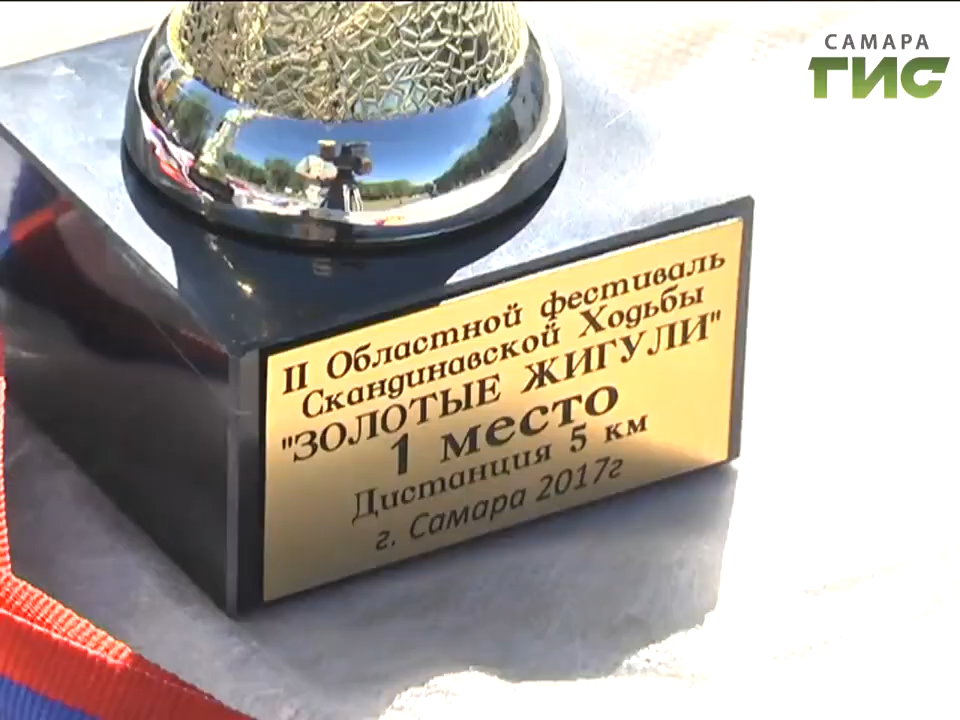 САМАРА
ГИС
II Областной фестиваль
Скандинавской Ходьбы
"ЗОЛОТЫЕ ЖИГУЛИ"
1 место
Дистанция 5 км
г. Самара 2017г